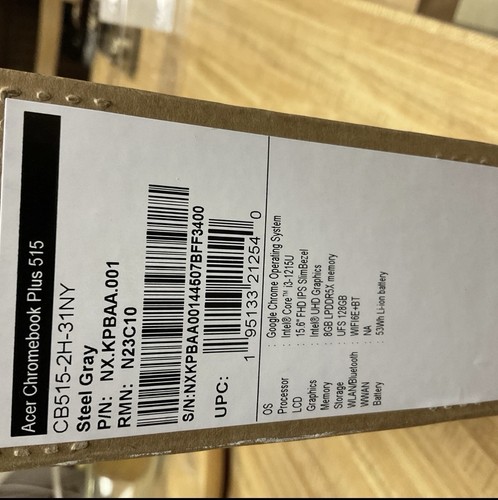 Acer Chromebook Plus 515
CB515-2H-31NY
Steel Gray
P/N: NX.KPBAA.001
RMN: N23C10
S/N:NXKPBAA00144507BFF3400
UPC:
1 95133 21254 0
OS : Google Chrome Operating System
Processor : Intel® Core™ i3-1215U
LCD : 15.6" FHD IPS SlimBezel
Graphics : Intel® UHD Graphics
Memory : 8GB LPDDR5X memory
Storage : UFS 128GB
WLAN/Bluetooth : WIFI6E+BT
WWAN : NA
Battery : 53Wh Li-ion battery